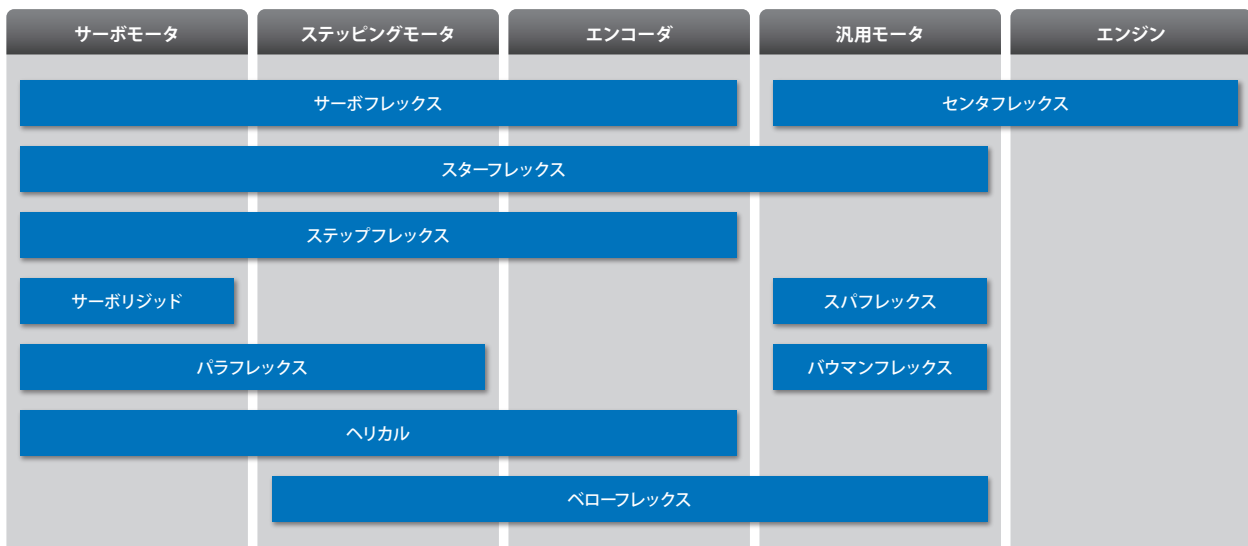 サーボモータ
ステッピングモータ
エンコーダ
汎用モータ
エンジン
サーボフレックス
センタフレックス
スターフレックス
ステップフレックス
サーボリジッド
スパフレックス
パラフレックス
バウマンフレックス
ヘリカル
ベローフレックス